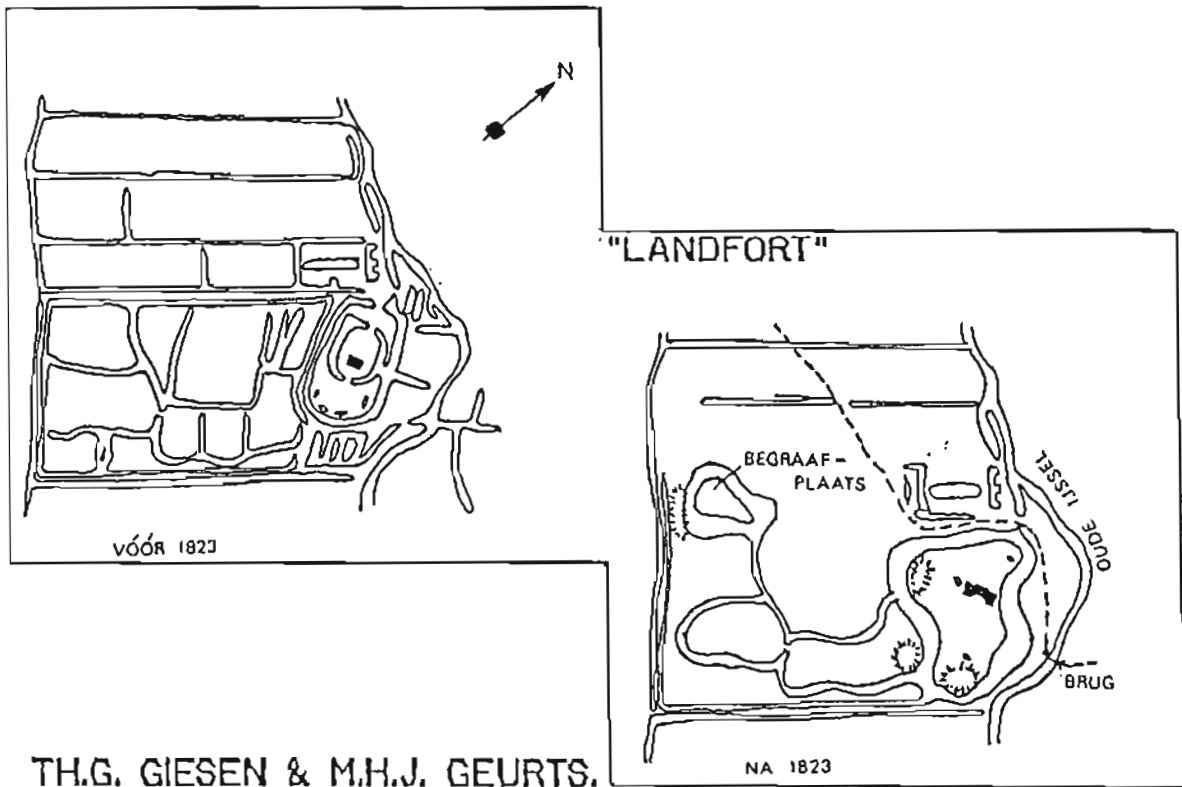 N
"LANDFORT"
BEGRAAF-
PLAATS
OUDE IJSSEL
VÓÓR 1823
BRUG
NA 1823
TH.G. GIESEN & M.H.J. GEURTS.